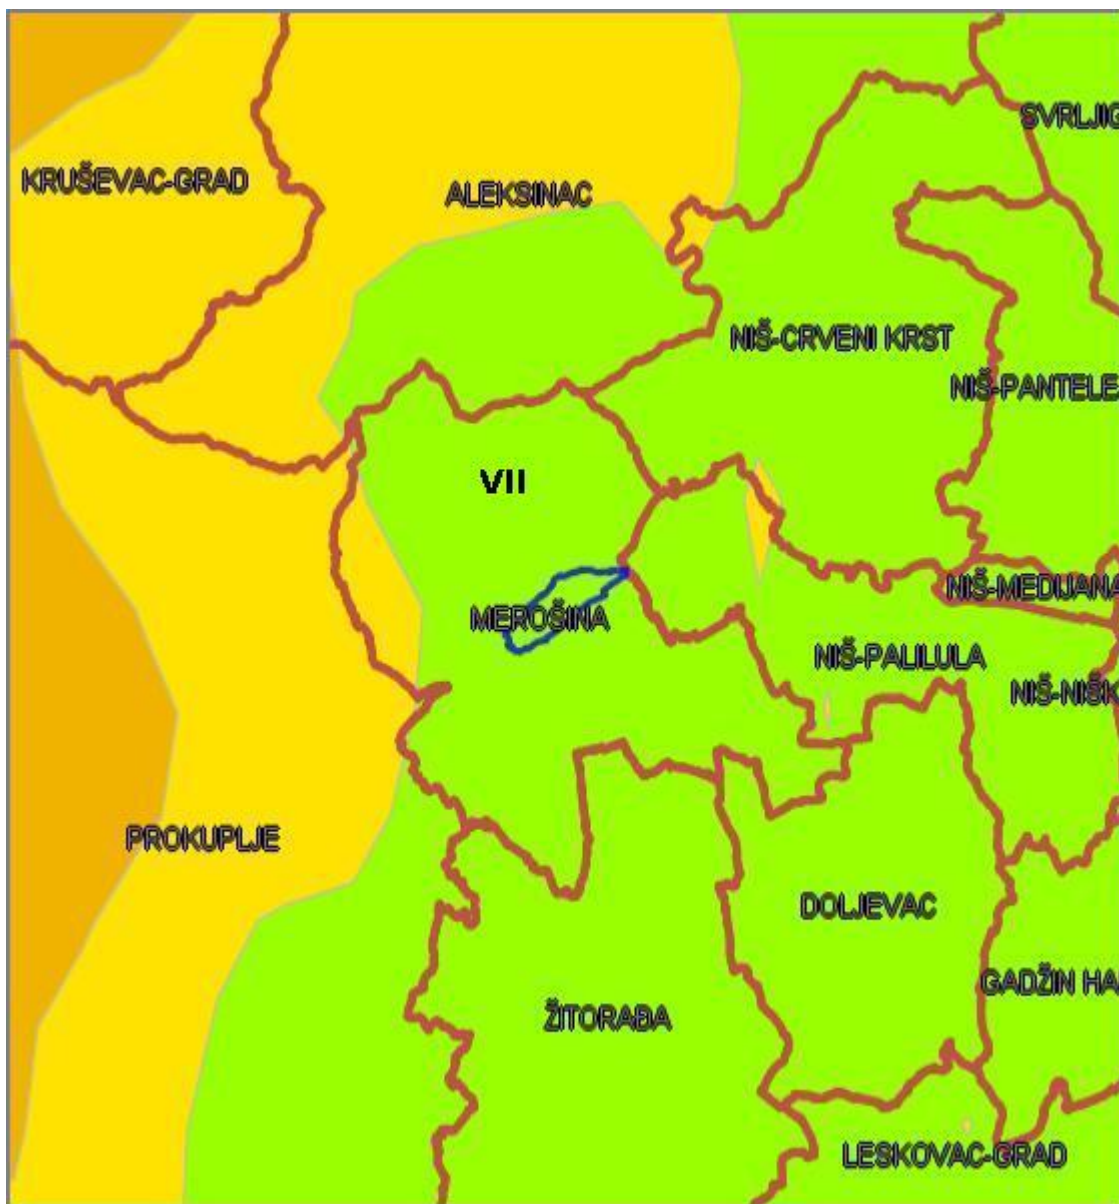 SVRLJIG
KRUŠEVAC-GRAD
ALEKSINAC
NIŠ-CRVENI KRST
NIŠ-PANTELE
VII
NIŠ-MEDIJANA
MEROŠINA
NIŠ-PALILULA
NIŠ-NIŠK
PROKUPLJE
DOLJEVAC
GADŽIN HA
ŽITORAĐA
LESKOVAC-GRAD